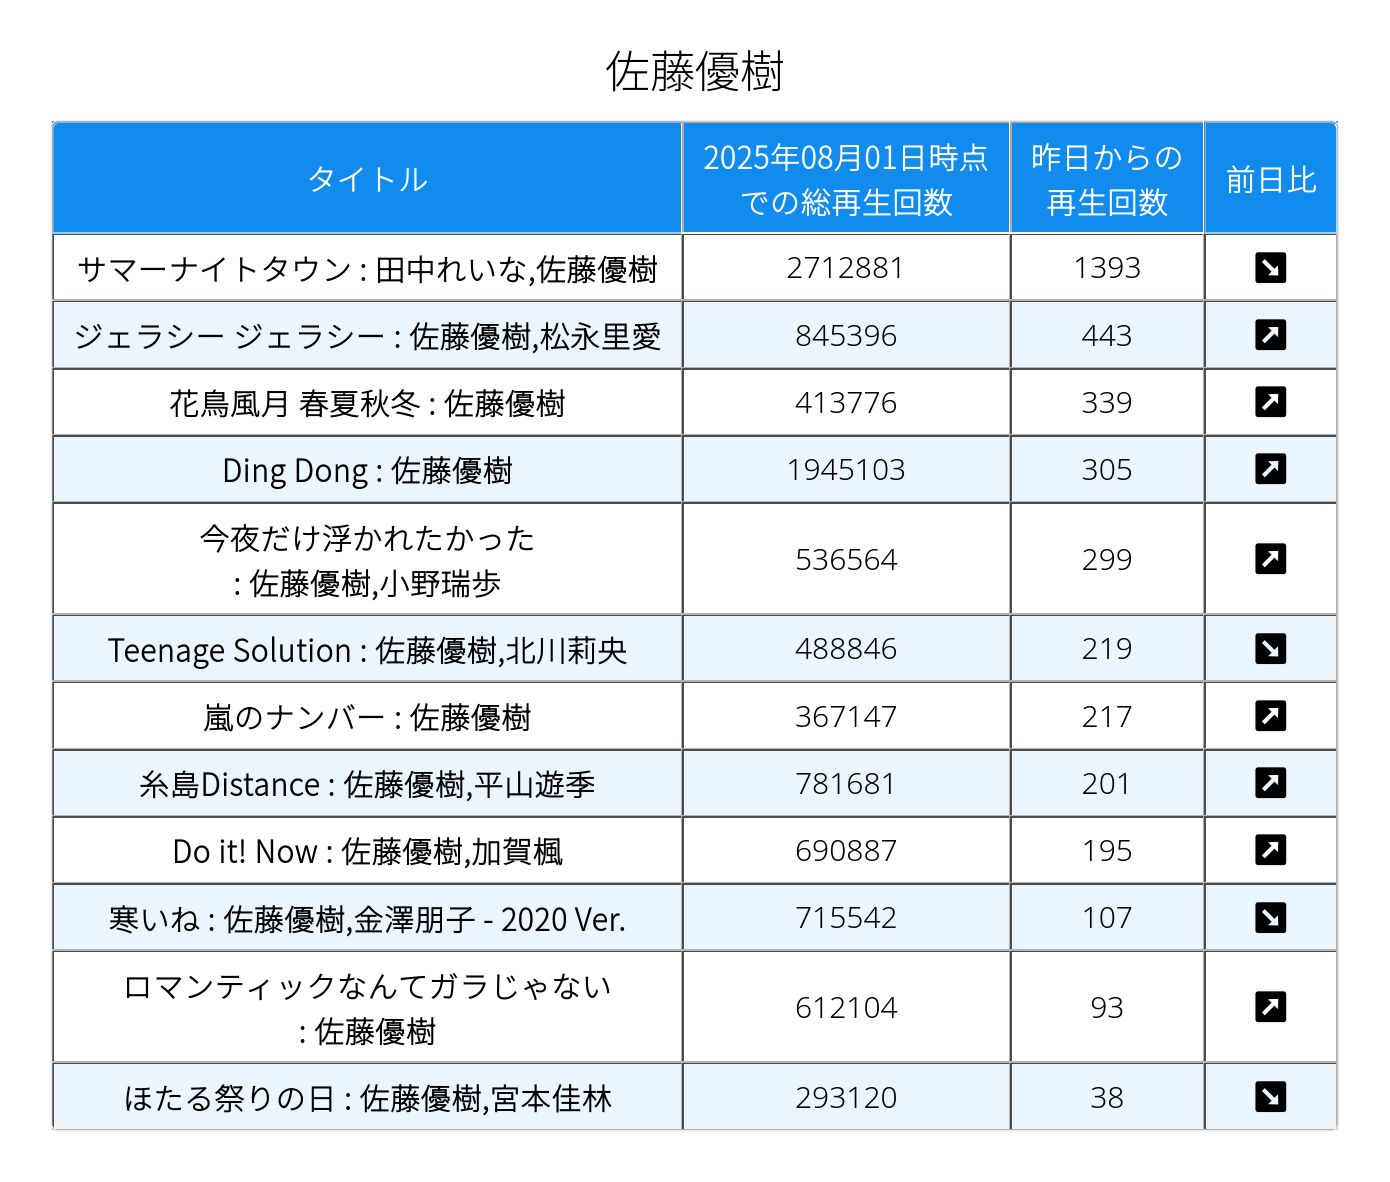 佐藤優樹
タイトル
2025年08月01日時点
での総再生回数
昨日からの
再生回数
前日比
サマーナイトタウン : 田中れいな,佐藤優樹 2712881 1393
ジェラシー ジェラシー : 佐藤優樹,松永里愛 845396 443
花鳥風月 春夏秋冬 : 佐藤優樹 413776 339
Ding Dong : 佐藤優樹 1945103 305
今夜だけ浮かれたかった
: 佐藤優樹,小野瑞歩 536564 299
Teenage Solution : 佐藤優樹,北川莉央 488846 219
嵐のナンバー : 佐藤優樹 367147 217
糸島Distance : 佐藤優樹,平山遊季 781681 201
Do it! Now : 佐藤優樹,加賀楓 690887 195
寒いね : 佐藤優樹,金澤朋子 - 2020 Ver. 715542 107
ロマンティックなんてガラじゃない
: 佐藤優樹 612104 93
ほたる祭りの日 : 佐藤優樹,宮本佳林 293120 38